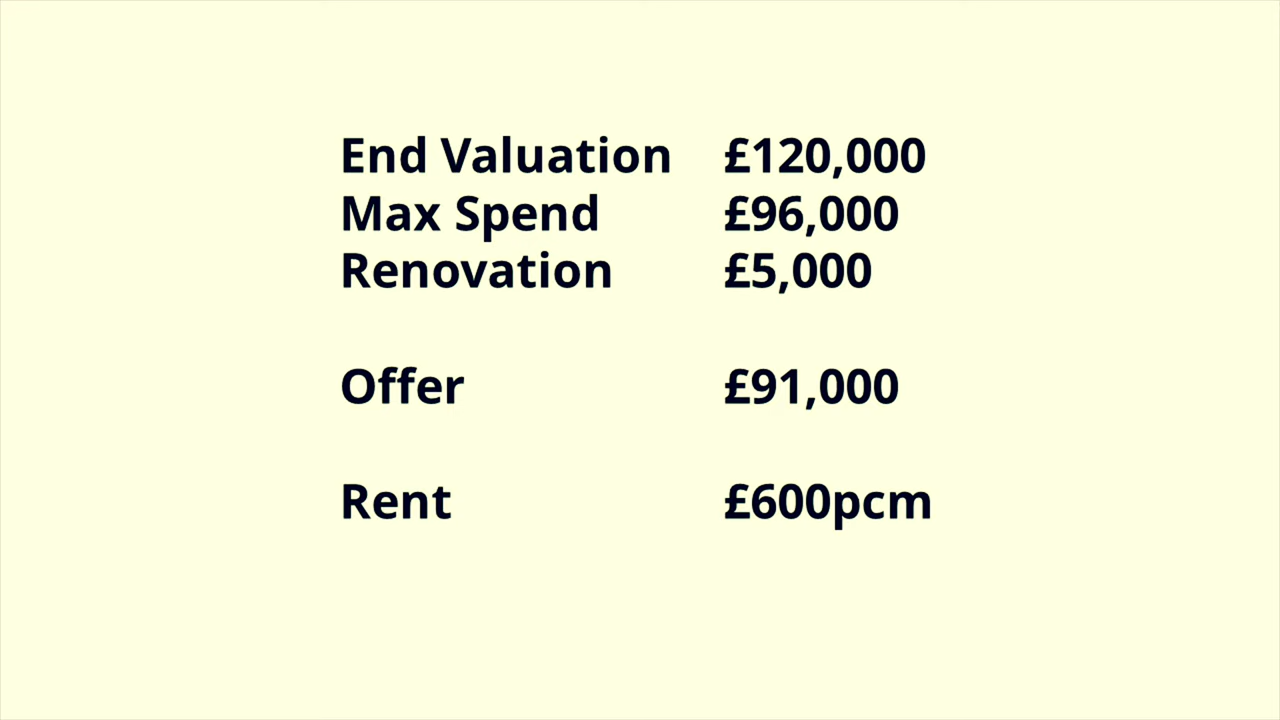 End Valuation £120,000
Max Spend £96,000
Renovation £5,000
Offer £91,000
Rent £600pcm